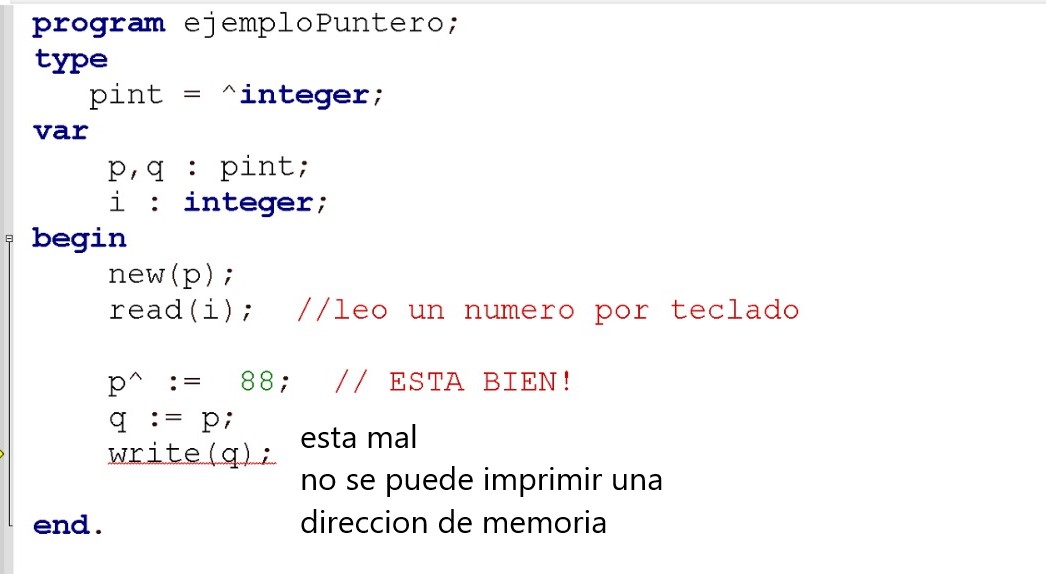 program ejemploPuntero;
type
pint = ^integer;
var
p,q : pint;
i : integer;
begin
new(p);
read(i); //leo un numero por teclado
p^ := 88; // ESTA BIEN!
q := p;
write(q);
esta mal
no se puede imprimir una
direccion de memoria
end.